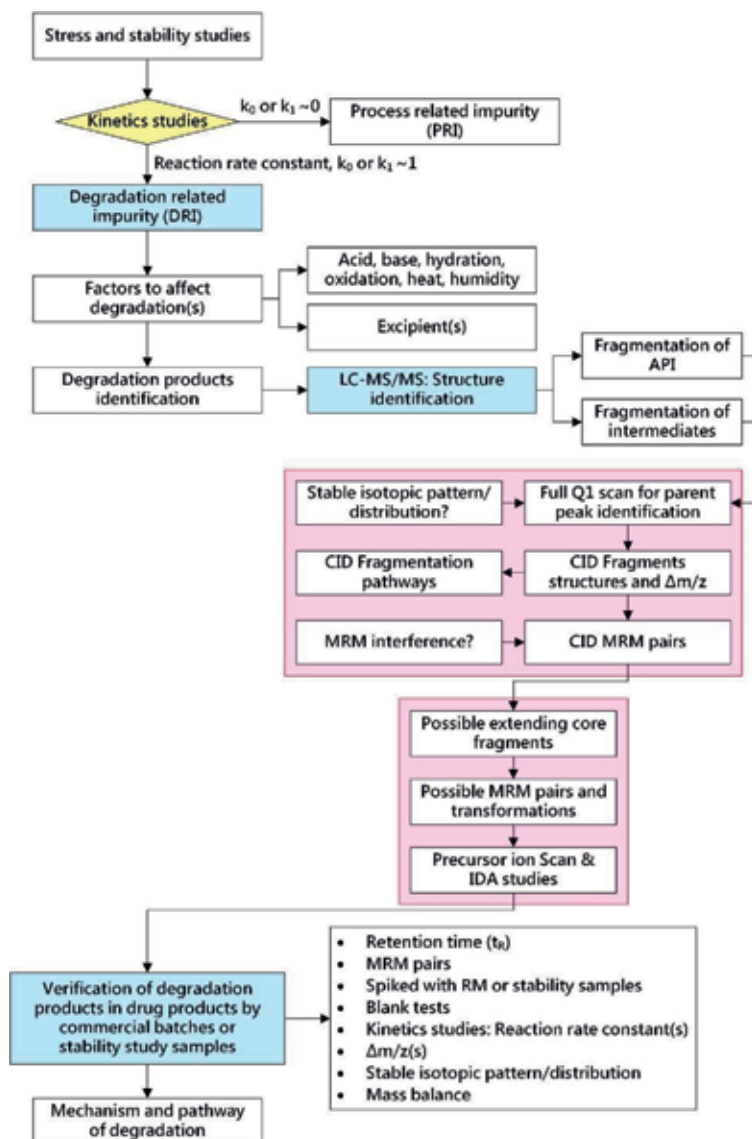 Stress and stability studies
Kinetics studies
k₀ or k₁ ~0
Process related impurity
(PRI)
Reaction rate constant, k₀ or k₁ ~1
Degradation related
impurity (DRI)
Factors to affect
degradation(s)
Acid, base, hydration,
oxidation, heat, humidity
Excipient(s)
Degradation products
identification
LC-MS/MS: Structure
identification
Fragmentation of
API
Fragmentation of
intermediates
Stable isotopic pattern/
distribution?
Full Q1 scan for parent
peak identification
CID Fragmentation
pathways
CID Fragments
structures and Δm/z
MRM interference?
CID MRM pairs
Possible extending core
fragments
Possible MRM pairs and
transformations
Precursor ion Scan &
IDA studies
Verification of degradation
products in drug products by
commercial batches or
stability study samples
• Retention time (tR)
• MRM pairs
• Spiked with RM or stability samples
• Blank tests
• Kinetics studies: Reaction rate constant(s)
• Δm/z(s)
• Stable isotopic pattern/distribution
• Mass balance
Mechanism and pathway
of degradation